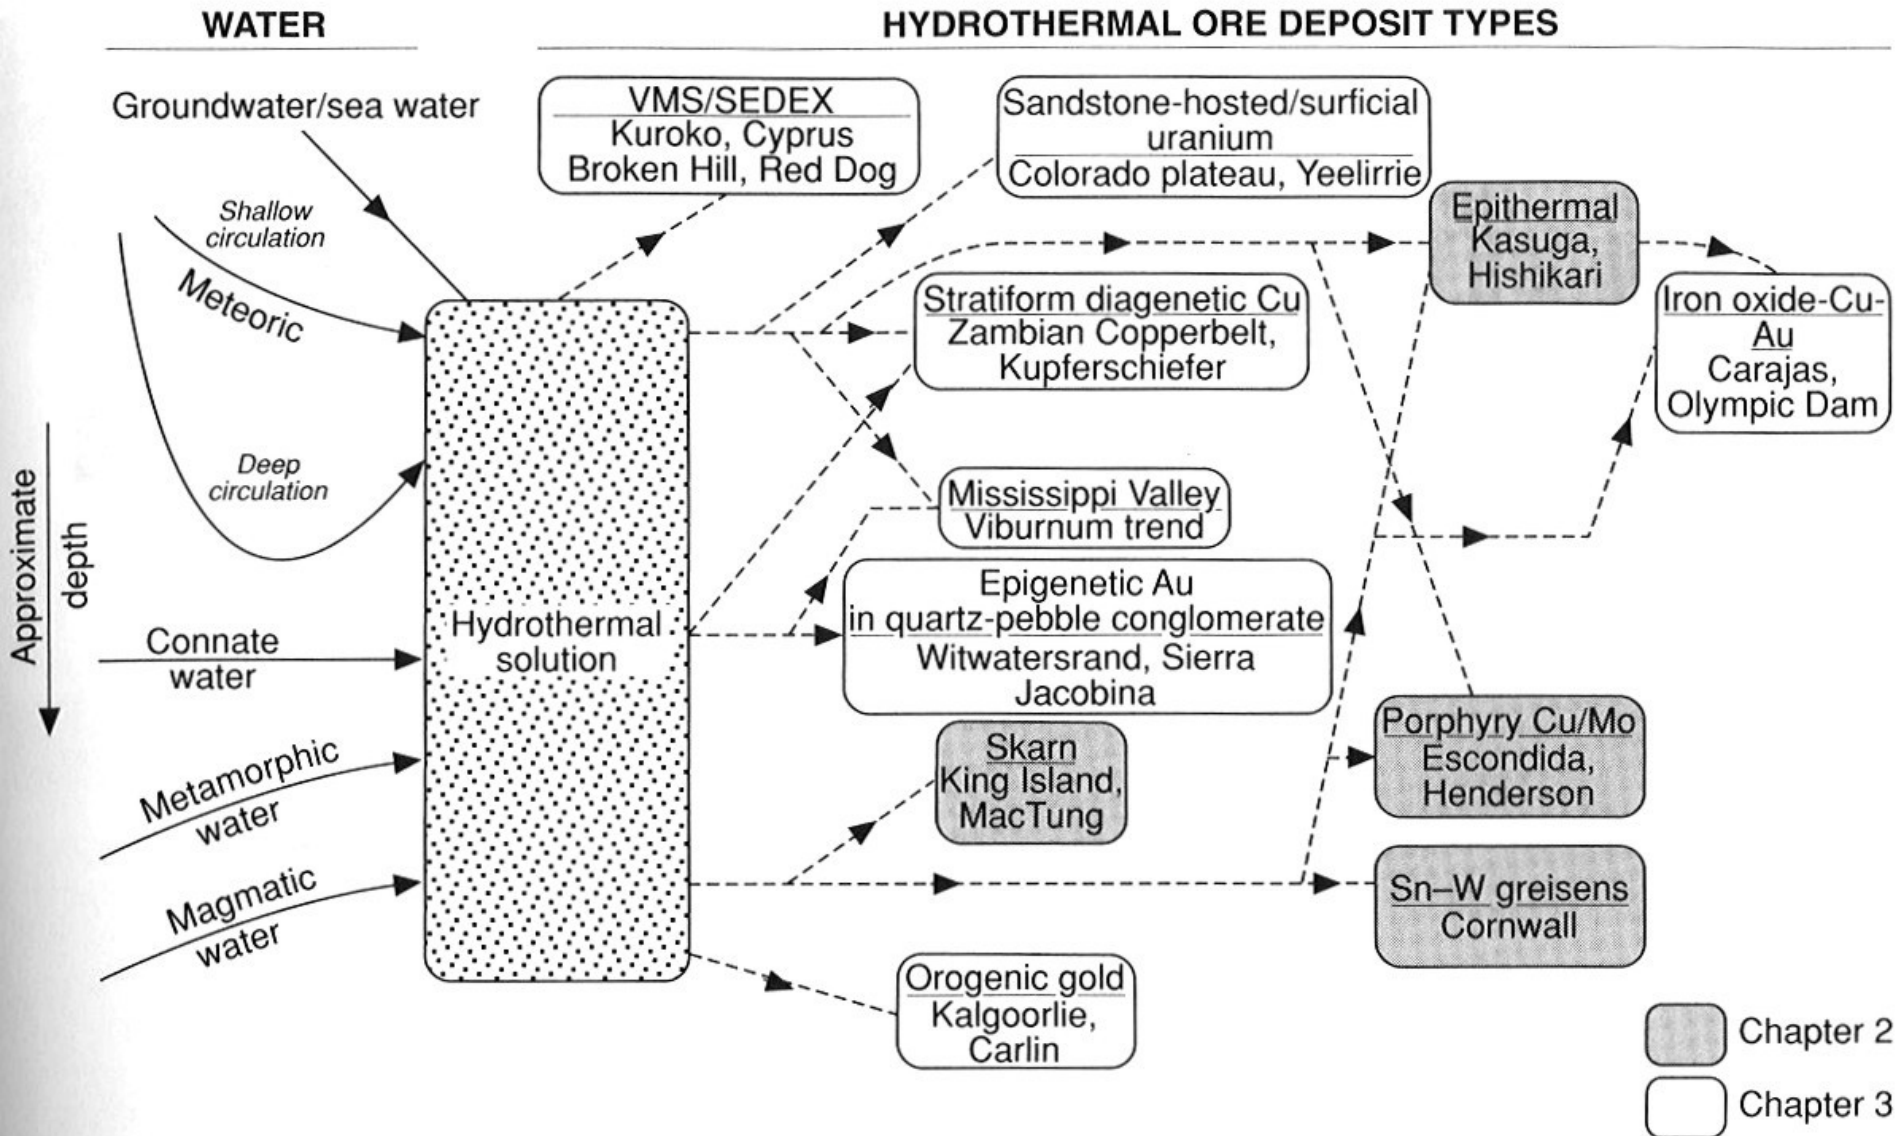 WATER
HYDROTHERMAL ORE DEPOSIT TYPES
Groundwater/sea water
Shallow
circulation
Meteoric
Deep
circulation
Approximate
depth
Connate
water
Metamorphic
water
Magmatic
water
Hydrothermal
solution
VMS/SEDEX
Kuroko, Cyprus
Broken Hill, Red Dog
Sandstone-hosted/surficial
uranium
Colorado plateau, Yeelirrie
Epithermal
Kasuga,
Hishikari
Stratiform diagenetic Cu
Zambian Copperbelt,
Kupferschiefer
Iron oxide-Cu-
Au
Carajas,
Olympic Dam
Mississippi Valley
Viburnum trend
Epigenetic Au
in quartz-pebble conglomerate
Witwatersrand, Sierra
Jacobina
Skarn
King Island,
MacTung
Porphyry Cu/Mo
Escondida,
Henderson
Sn–W greisens
Cornwall
Orogenic gold
Kalgoorlie,
Carlin
Chapter 2
Chapter 3